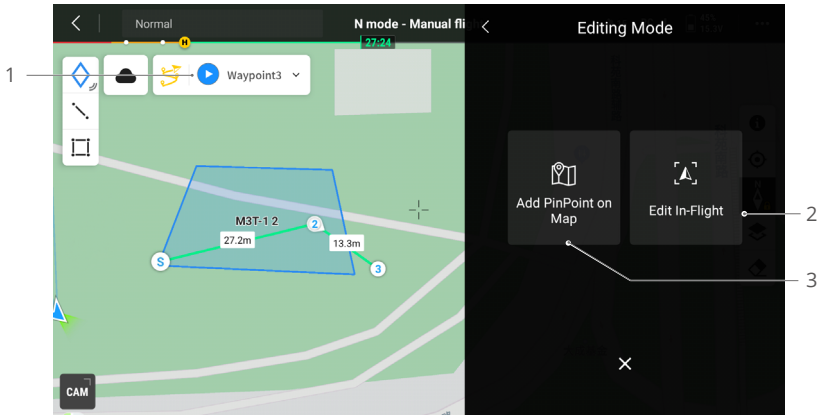 Normal
N mode - Manual fli
Editing Mode
H
27:24
1
Waypoint3
Add PinPoint on
Map
Edit In-Flight
M3T-1 2
2
27.2m
13.3m
S
3
2
3
CAM